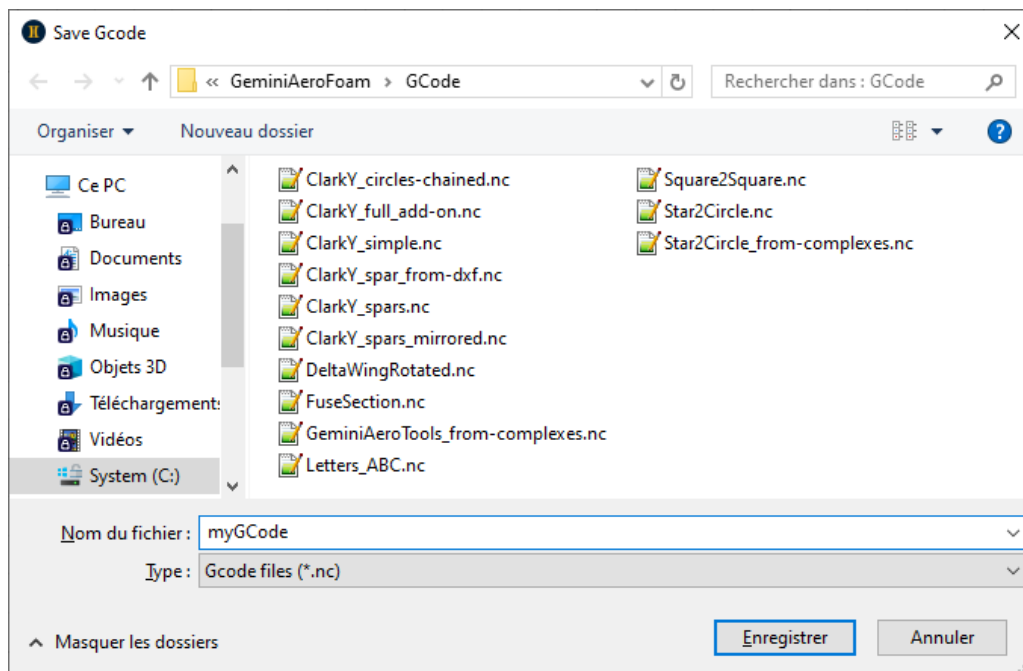 Save Gcode
« GeminiAeroFoam > GCode
Rechercher dans : GCode
Organiser
Nouveau dossier
?
Ce PC
Bureau
Documents
Images
Musique
Objets 3D
Téléchargements
Vidéos
System (C:)
ClarkY_circles-chained.nc
ClarkY_full_add-on.nc
ClarkY_simple.nc
ClarkY_spar_from-dxf.nc
ClarkY_spars.nc
ClarkY_spars_mirrored.nc
DeltaWingRotated.nc
FuseSection.nc
GeminiAeroTools_from-complexes.nc
Letters_ABC.nc
Square2Square.nc
Star2Circle.nc
Star2Circle_from-complexes.nc
Nom du fichier : myGCode
Type : Gcode files (*.nc)
Masquer les dossiers
Enregistrer
Annuler